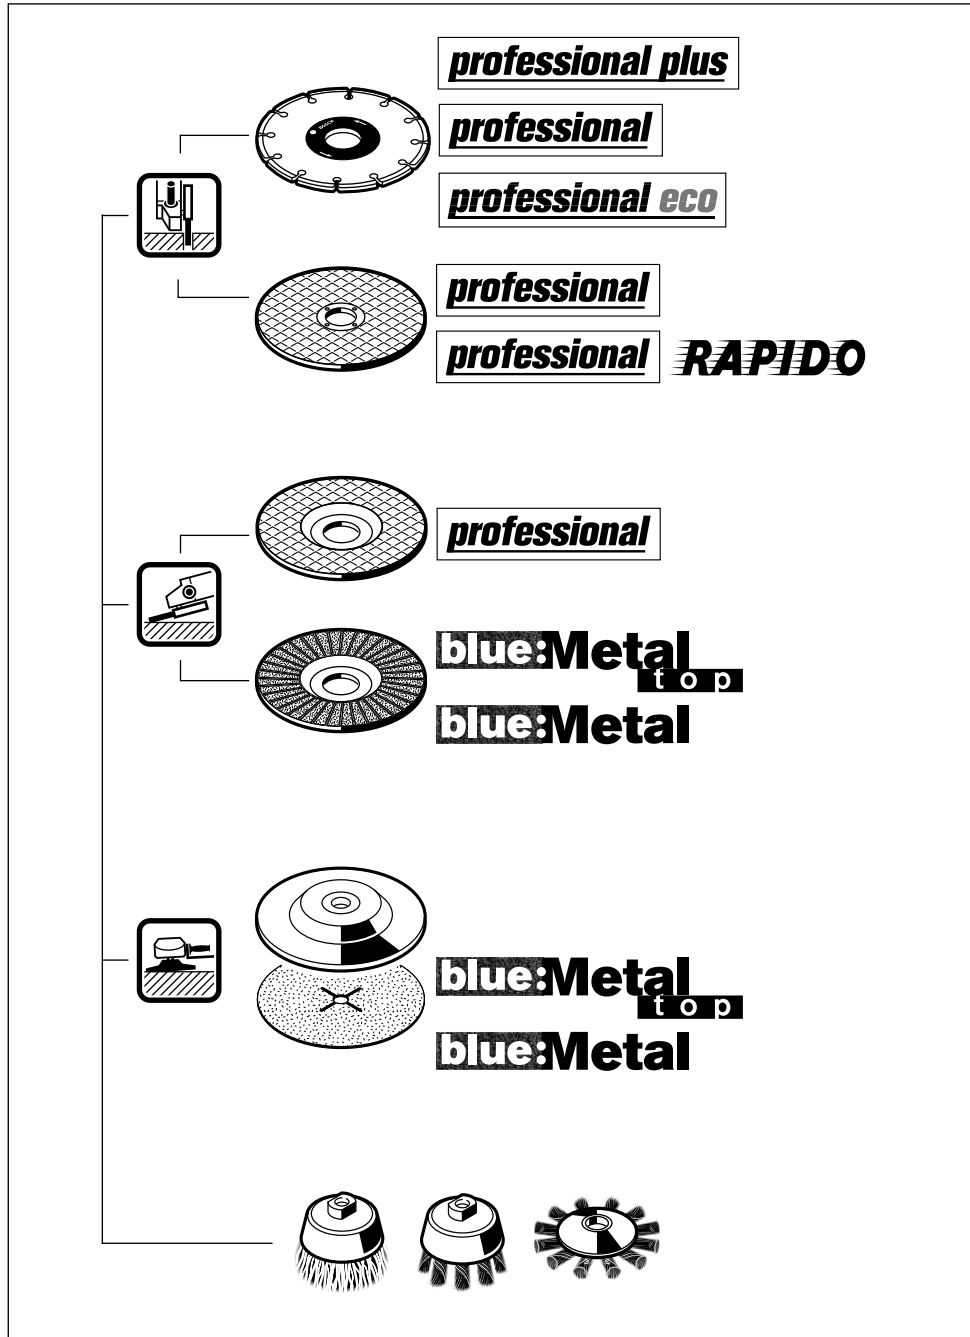 professional plus
BOSCH
professional
professional eco
professional
professional RAPIDO
professional
blue:Metal
top
blue:Metal
blue:Metal
top
blue:Metal